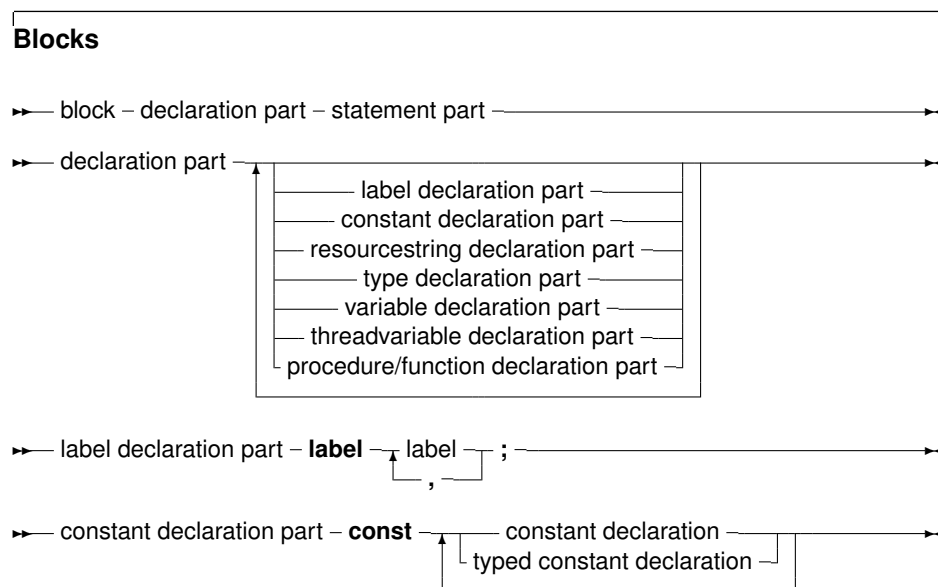 Blocks
block declaration part statement part
declaration part
label declaration part
constant declaration part
resourcestring declaration part
type declaration part
variable declaration part
threadvariable declaration part
procedure/function declaration part
label declaration part label label ;
,
constant declaration part const constant declaration
typed constant declaration